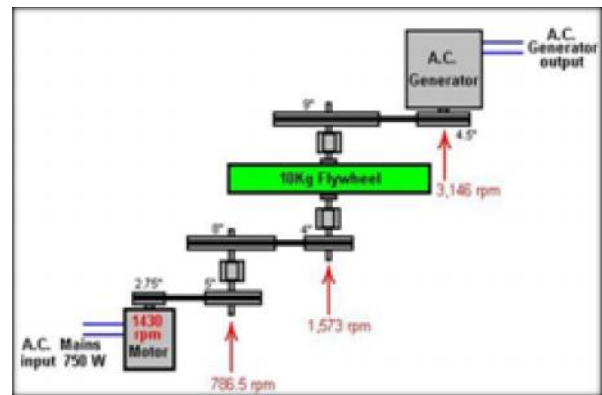 A.C.
Generator
output
A.C.
Generator
9"
4.5"
3,146 rpm
10Kg Flywheel
8"
4"
2.75"
5"
1,573 rpm
1430
rpm
Motor
A.C. Mains
input 750 W
786.5 rpm